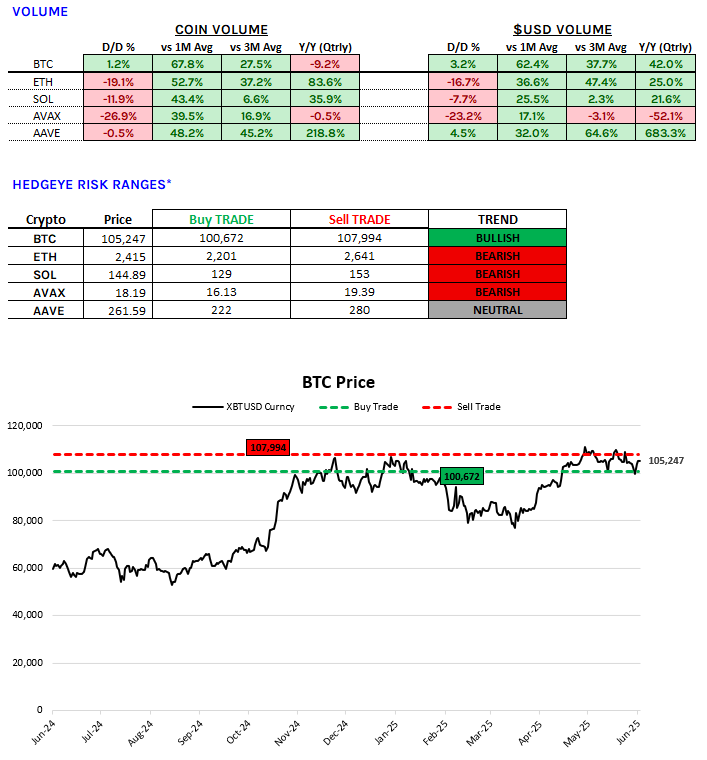 VOLUME
COIN VOLUME $USD VOLUME
D/D % vs 1M Avg vs 3M Avg Y/Y (Qtrly) D/D % vs 1M Avg vs 3M Avg Y/Y (Qtrly)
BTC 1.2% 67.8% 27.5% -9.2% 3.2% 62.4% 37.7% 42.0%
ETH -19.1% 52.7% 37.2% 83.6% -16.7% 36.6% 47.4% 25.0%
SOL -11.9% 43.4% 6.6% 35.9% -7.7% 25.5% 2.3% 21.6%
AVAX -26.9% 39.5% 16.9% -0.5% -23.2% 17.1% -3.1% -52.1%
AAVE -0.5% 48.2% 45.2% 218.8% 4.5% 32.0% 64.6% 683.3%
HEDGEYE RISK RANGES*
Crypto Price Buy TRADE Sell TRADE TREND
BTC 105,247 100,672 107,994 BULLISH
ETH 2,415 2,201 2,641 BEARISH
SOL 144.89 129 153 BEARISH
AVAX 18.19 16.13 19.39 BEARISH
AAVE 261.59 222 280 NEUTRAL
BTC Price
XBTUSD Curncy Buy Trade Sell Trade
120,000
107,994
105,247
100,000
100,672
80,000
60,000
40,000
20,000
0
Jun-24 Jul-24 Aug-24 Sep-24 Oct-24 Nov-24 Dec-24 Jan-25 Feb-25 Mar-25 Apr-25 May-25 Jun-25